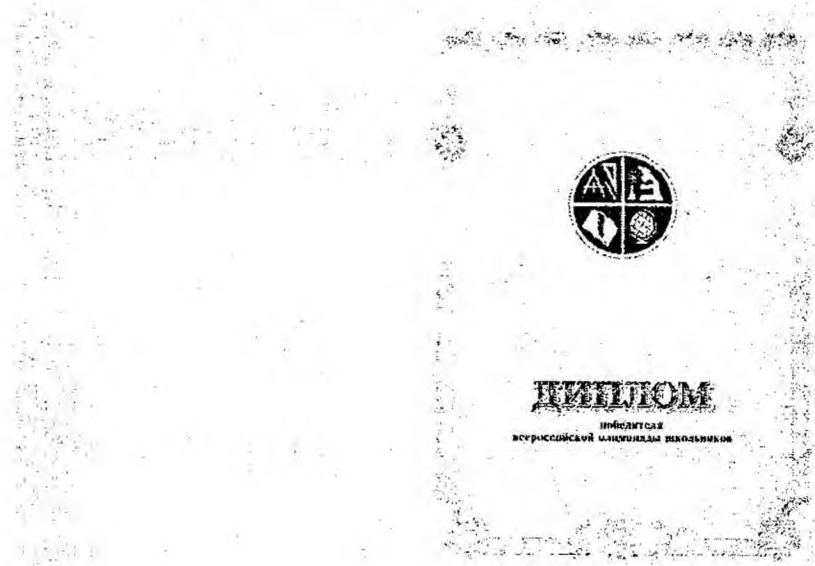 ДИПЛОМ
победителя
всероссийской олимпиады школьников